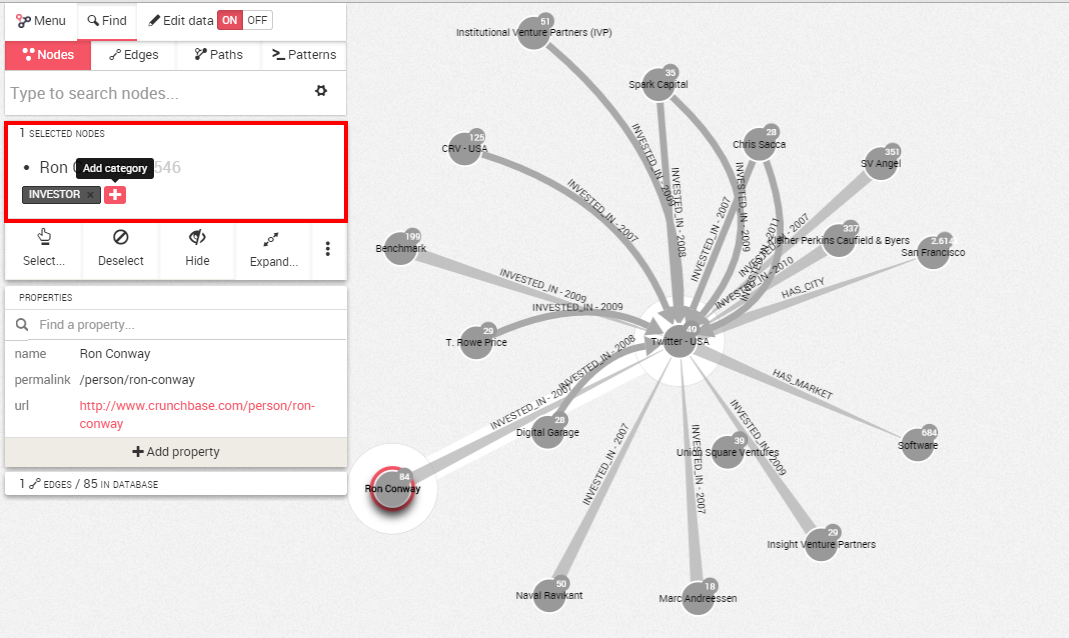 Menu Find Edit data ON OFF
Nodes Edges Paths Patterns
Type to search nodes...
1 SELECTED NODES
Ron
546
Add category
INVESTOR ×
Select... Deselect Hide Expand...
PROPERTIES
Find a property...
name Ron Conway
permalink /person/ron-conway
url http://www.crunchbase.com/person/ron-
conway
Add property
1 EDGES / 85 IN DATABASE
51
Institutional Venture Partners (IVP)
35
Spark Capital
125
CRV - USA
28
Chris Sacca
351
SV Angel
199
Benchmark
337
Kleiner Perkins Caufield & Byers
2,614
San Francisco
29
T. Rowe Price
49
Twitter - USA
28
Digital Garage
39
Union Square Ventures
684
Software
84
Ron Conway
29
Insight Venture Partners
50
Naval Ravikant
18
Marc Andreessen
INVESTED_IN - 2009
INVESTED_IN - 2008
INVESTED_IN - 2007
INVESTED_IN - 2009
INVESTED_IN - 2011
INVESTED_IN - 2007
INVESTED_IN - 2007
INVESTED_IN - 2010
HAS_CITY
INVESTED_IN - 2009
INVESTED_IN - 2009
INVESTED_IN - 2008
INVESTED_IN - 2007
HAS_MARKET
INVESTED_IN - 2007
INVESTED_IN - 2007
INVESTED_IN - 2009